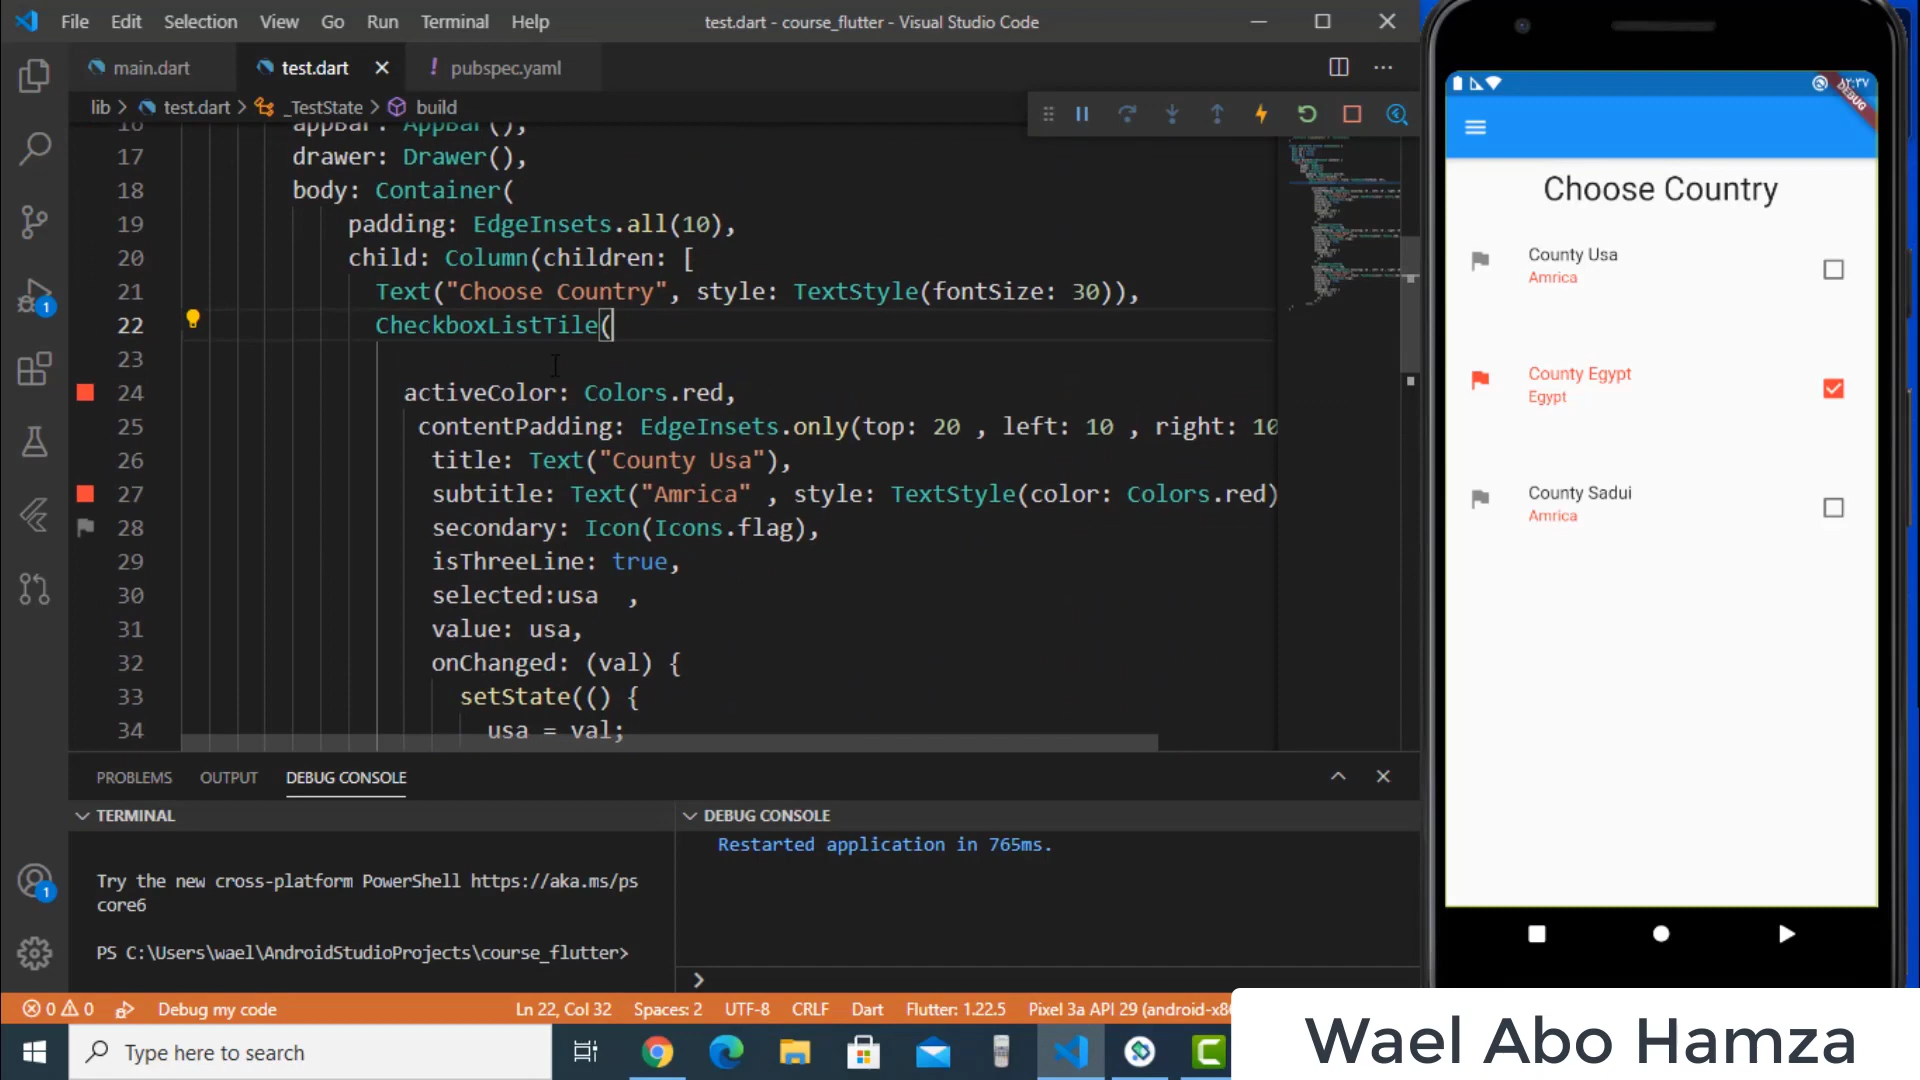 File Edit Selection View Go Run Terminal Help
test.dart - course_flutter - Visual Studio Code
main.dart
test.dart
! pubspec.yaml
lib > test.dart > _TestState > build
16 appBar: AppBar(),
17 drawer: Drawer(),
18 body: Container(
19 padding: EdgeInsets.all(10),
20 child: Column(children: [
21 Text("Choose Country", style: TextStyle(fontSize: 30)),
22 CheckboxListTile(
23
24 activeColor: Colors.red,
25 contentPadding: EdgeInsets.only(top: 20 , left: 10 , right: 10
26 title: Text("County Usa"),
27 subtitle: Text("Amrica" , style: TextStyle(color: Colors.red)
28 secondary: Icon(Icons.flag),
29 isThreeLine: true,
30 selected:usa ,
31 value: usa,
32 onChanged: (val) {
33 setState(() {
34 usa = val;
1
1
PROBLEMS OUTPUT DEBUG CONSOLE
TERMINAL
Try the new cross-platform PowerShell https://aka.ms/ps
core6
PS C:\Users\wael\AndroidStudioProjects\course_flutter>
DEBUG CONSOLE
Restarted application in 765ms.
0 0 Debug my code Ln 22, Col 32 Spaces: 2 UTF-8 CRLF Dart Flutter: 1.22.5 Pixel 3a API 29 (android-x8
Type here to search
DEBUG
Choose Country
County Usa
Amrica
County Egypt
Egypt
County Sadui
Amrica
Wael Abo Hamza